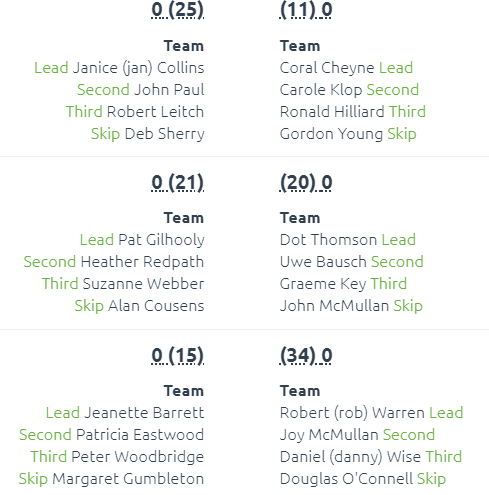 0 (25) (11) 0
Team Team
Lead Janice (jan) Collins Coral Cheyne Lead
Second John Paul Carole Klop Second
Third Robert Leitch Ronald Hilliard Third
Skip Deb Sherry Gordon Young Skip
0 (21) (20) 0
Team Team
Lead Pat Gilhooly Dot Thomson Lead
Second Heather Redpath Uwe Bausch Second
Third Suzanne Webber Graeme Key Third
Skip Alan Cousens John McMullan Skip
0 (15) (34) 0
Team Team
Lead Jeanette Barrett Robert (rob) Warren Lead
Second Patricia Eastwood Joy McMullan Second
Third Peter Woodbridge Daniel (danny) Wise Third
Skip Margaret Gumbleton Douglas O'Connell Skip